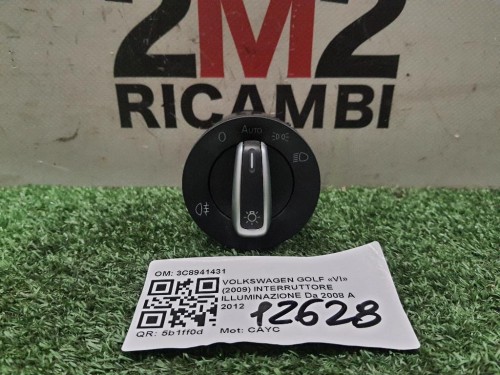 2M2
RICAMBI
O Auto
OM: 3C8941431
VOLKSWAGEN GOLF «VI»
(2009) INTERRUTTORE
ILLUMINAZIONE Da 2008 A
2012
12628
QR: 5b1ff0d Mot: CAYC